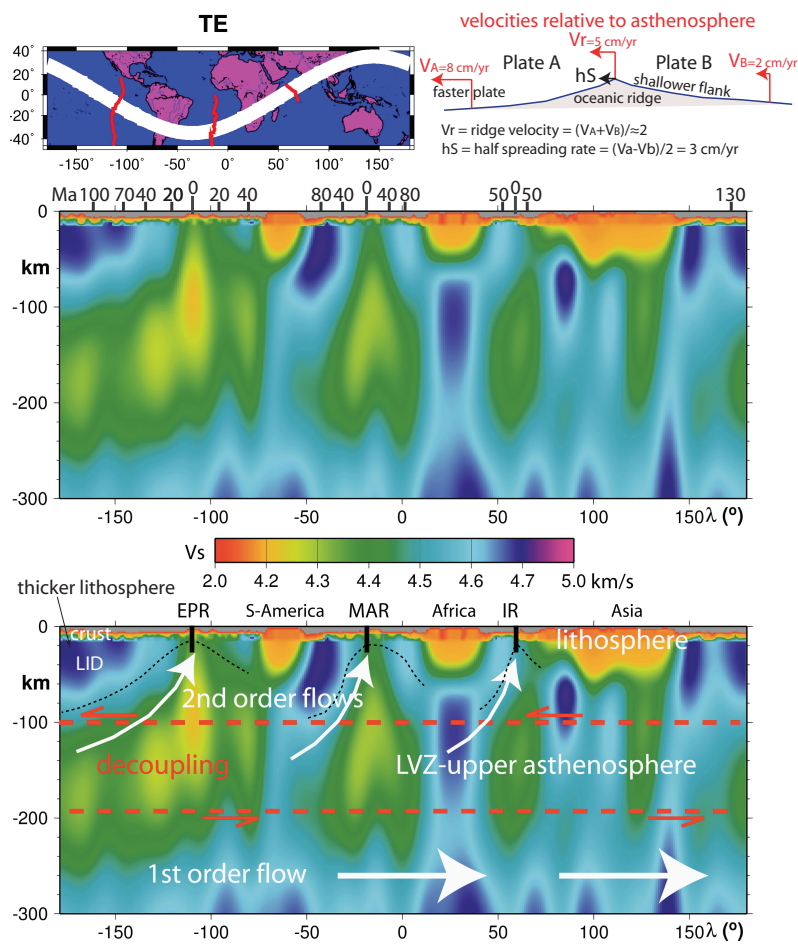 TE
40˚
20˚
0˚
-20˚
-40˚
-150˚ -100˚ -50˚ 0˚ 50˚ 100˚ 150˚
velocities relative to asthenosphere
Vr=5 cm/yr
VA=8 cm/yr
Plate A
Plate B
VB=2 cm/yr
hS
faster plate
shallower flank
oceanic ridge
Vr = ridge velocity = (VA+VB)/≈2
hS = half spreading rate = (Va-Vb)/2 = 3 cm/yr
Ma 100 70 40 20 0 20 40 80 40 0 40 80 50 0 50 130
0
km
-100
-200
-300
-150 -100 -50 0 50 100 150 λ (º)
Vs
2.0 4.2 4.3 4.4 4.5 4.6 4.7 5.0 km/s
thicker lithosphere
EPR S-America MAR Africa IR Asia
0
crust
lithosphere
LID
km
2nd order flows
-100
decoupling
LVZ-upper asthenosphere
-200
1st order flow
-300
-150 -100 -50 0 50 100 150 λ (º)